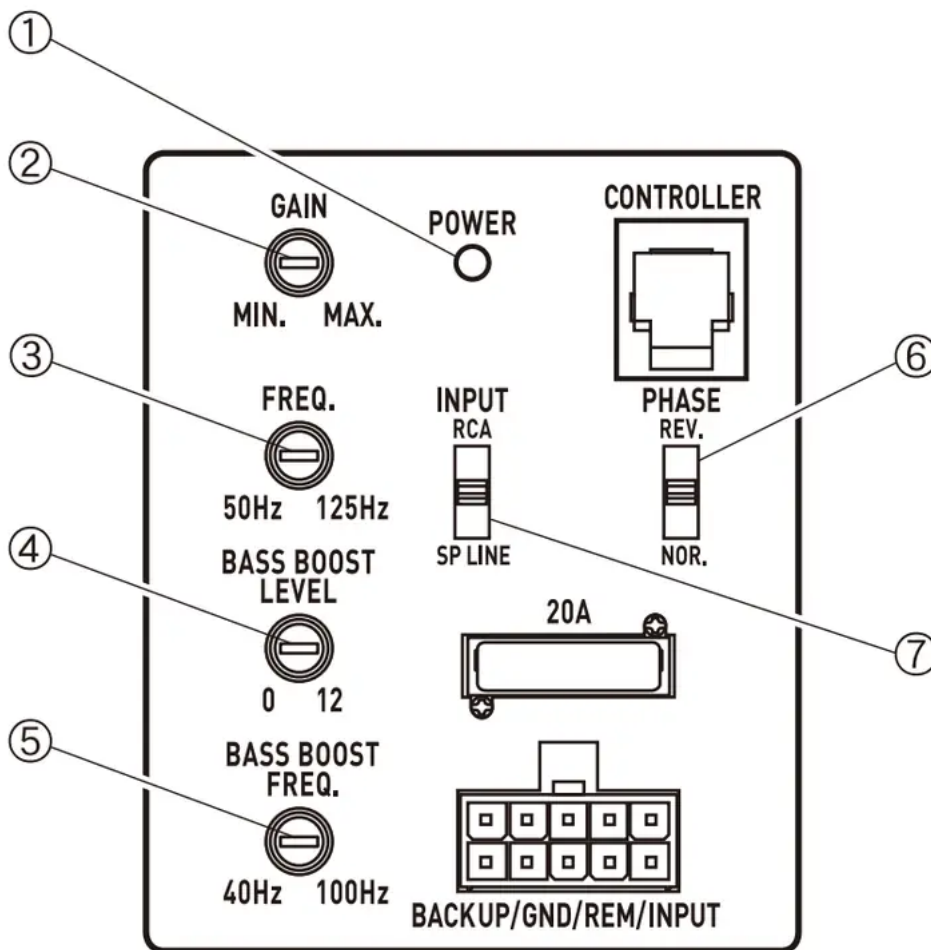 ①
②
GAIN
POWER
CONTROLLER
MIN. MAX.
③
⑥
FREQ.
INPUT
PHASE
RCA
REV.
50Hz 125Hz
④
SP LINE
NOR.
BASS BOOST
LEVEL
20A
⑦
0 12
⑤
BASS BOOST
FREQ.
40Hz 100Hz
BACKUP/GND/REM/INPUT